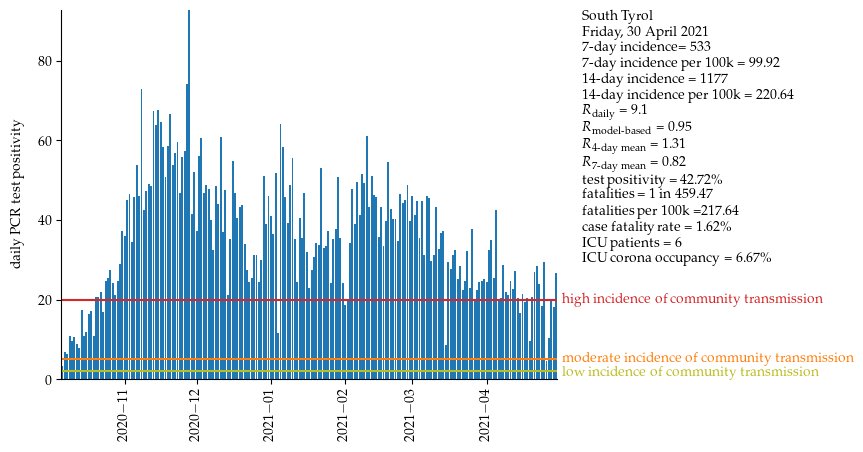 South Tyrol
Friday, 30 April 2021
7-day incidence= 533
7-day incidence per 100k = 99.92
14-day incidence = 1177
14-day incidence per 100k = 220.64
R_daily = 9.1
R_model-based = 0.95
R_4-day mean = 1.31
R_7-day mean = 0.82
test positivity = 42.72%
fatalities = 1 in 459.47
fatalities per 100k =217.64
case fatality rate = 1.62%
ICU patients = 6
ICU corona occupancy = 6.67%
daily PCR test positivity
80
60
40
20
0
high incidence of community transmission
moderate incidence of community transmission
low incidence of community transmission
2020−11
2020−12
2021−01
2021−02
2021−03
2021−04